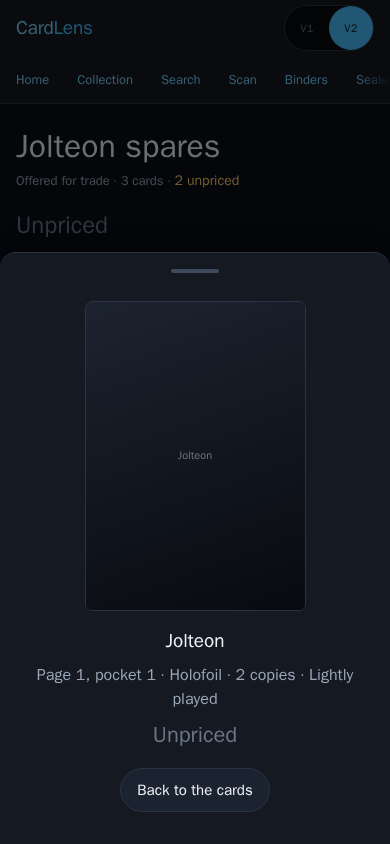 CardLens
V1 V2
Home Collection Search Scan Binders Seale
Jolteon spares
Offered for trade · 3 cards · 2 unpriced
Unpriced
Jolteon
Jolteon
Page 1, pocket 1 · Holofoil · 2 copies · Lightly
played
Unpriced
Back to the cards